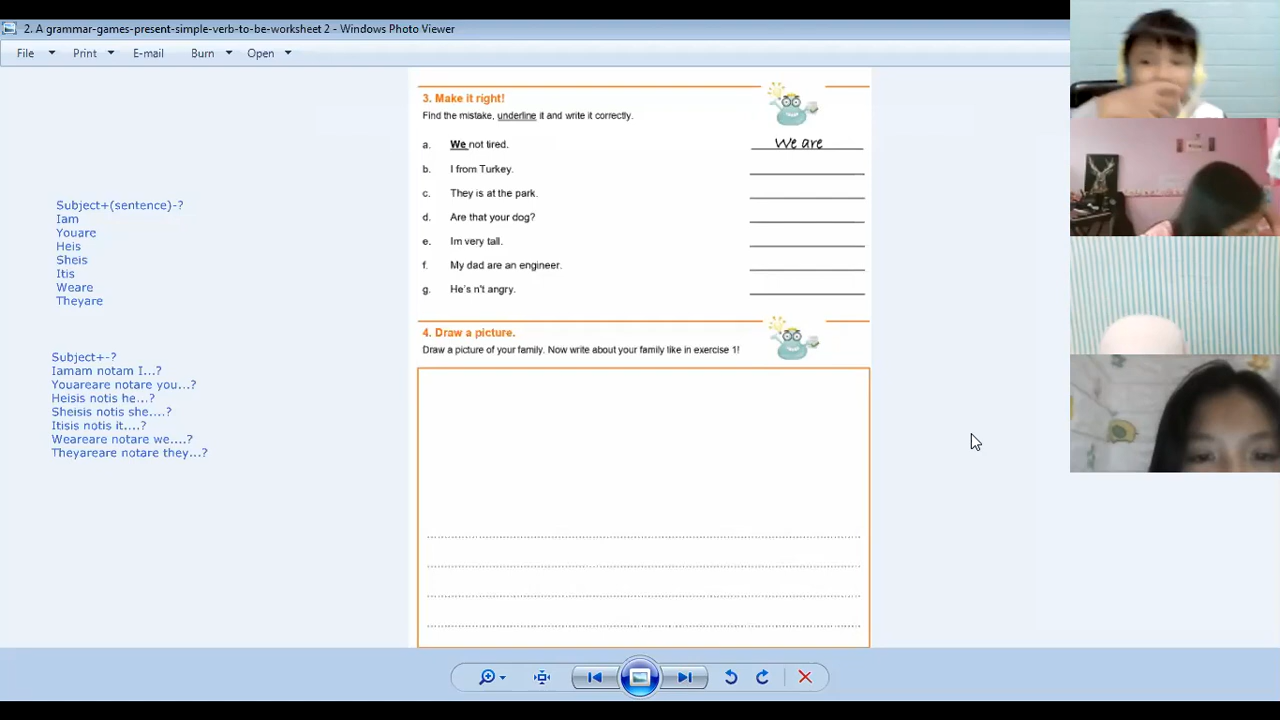 2. A grammar-games-present-simple-verb-to-be-worksheet 2 - Windows Photo Viewer
File Print E-mail Burn Open
3. Make it right!
Find the mistake, underline it and write it correctly.
a. We not tired. We are
b. I from Turkey.
c. They is at the park.
d. Are that your dog?
e. Im very tall.
f. My dad are an engineer.
g. He's n't angry.
4. Draw a picture.
Draw a picture of your family. Now write about your family like in exercise 1!
Subject+(sentence)-?
Iam
Youare
Heis
Sheis
Itis
Weare
Theyare
Subject+-?
Iamam notam I...?
Youareare notare you...?
Heisis notis he...?
Sheisis notis she....?
Itisis notis it....?
Weareare notare we....?
Theyareare notare they...?